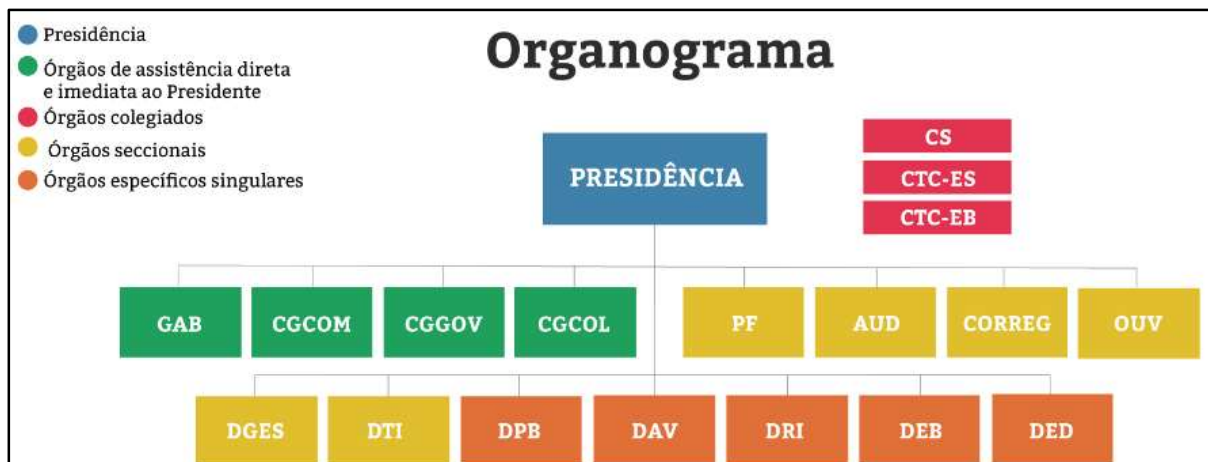 Presidência
Órgãos de assistência direta
e imediata ao Presidente
Órgãos colegiados
Órgãos seccionais
Órgãos específicos singulares
Organograma
PRESIDÊNCIA
CS
CTC-ES
CTC-EB
GAB
CGCOM
CGGOV
CGCOL
PF
AUD
CORREG
OUV
DGES
DTI
DPB
DAV
DRI
DEB
DED